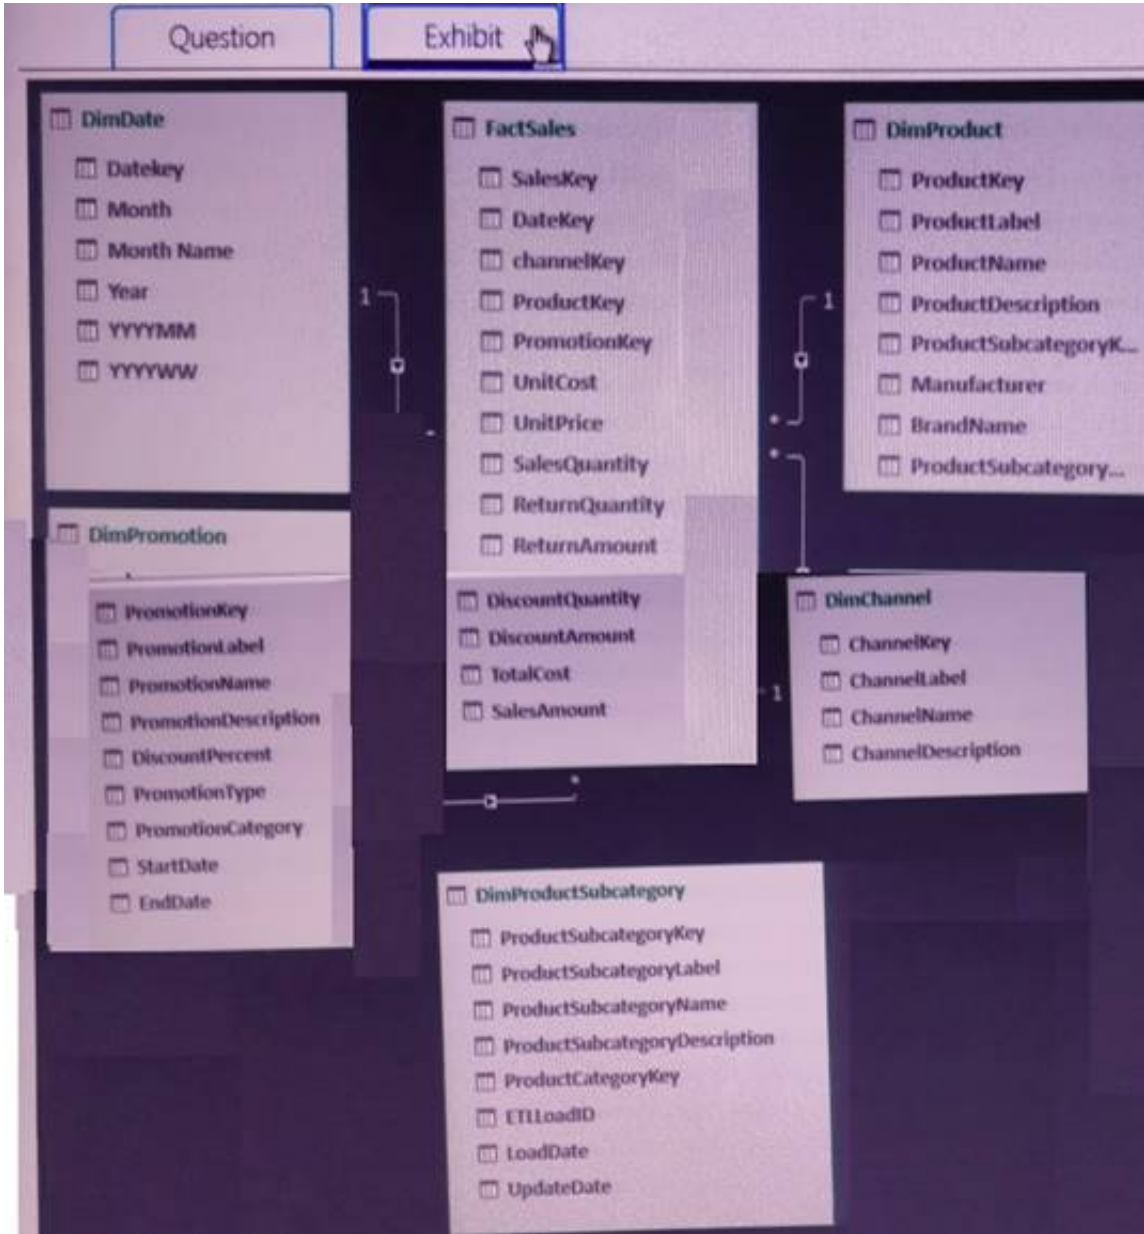 Question
Exhibit
DimDate
Datekey
Month
Month Name
Year
YYYYMM
YYYYWW
1
FactSales
SalesKey
DateKey
channelKey
ProductKey
PromotionKey
UnitCost
UnitPrice
SalesQuantity
ReturnQuantity
ReturnAmount
DiscountQuantity
DiscountAmount
TotalCost
SalesAmount
*
*
*
1
DimProduct
ProductKey
ProductLabel
ProductName
ProductDescription
ProductSubcategoryK...
Manufacturer
BrandName
ProductSubcategory...
DimPromotion
PromotionKey
PromotionLabel
PromotionName
PromotionDescription
DiscountPercent
PromotionType
PromotionCategory
StartDate
EndDate
1
DimChannel
ChannelKey
ChannelLabel
ChannelName
ChannelDescription
DimProductSubcategory
ProductSubcategoryKey
ProductSubcategoryLabel
ProductSubcategoryName
ProductSubcategoryDescription
ProductCategoryKey
ETLLoadID
LoadDate
UpdateDate